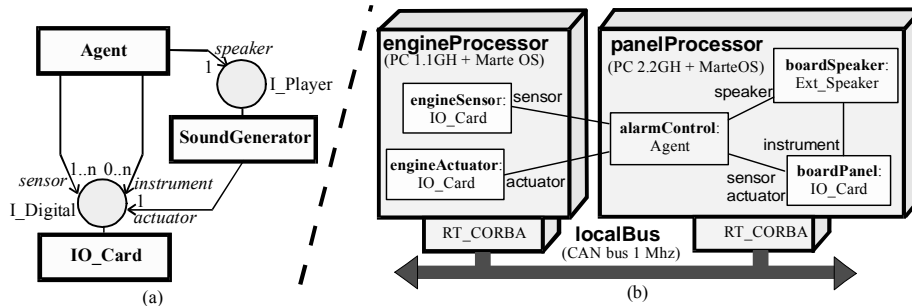 Agent
speaker
1
I_Player
SoundGenerator
1..n 0..n
sensor
instrument
1
I_Digital
actuator
IO_Card
(a)
engineProcessor
(PC 1.1GH + Marte OS)
engineSensor:
IO_Card
sensor
engineActuator:
IO_Card
actuator
RT_CORBA
panelProcessor
(PC 2.2GH + MarteOS)
boardSpeaker:
Ext_Speaker
speaker
alarmControl:
Agent
instrument
sensor
actuator
boardPanel:
IO_Card
RT_CORBA
localBus
(CAN bus 1 Mhz)
(b)